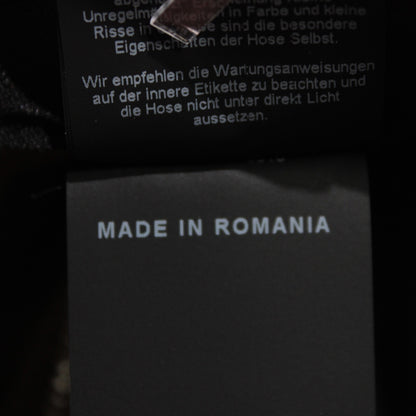 Unregelmäßigkeiten in Farbe und kleine
Risse in sind die besondere
Eigenschaften der Hose Selbst.
Wir empfehlen die Wartungsanweisungen
auf der innere Etikette zu beachten und
die Hose nicht unter direkt Licht
aussetzen.
MADE IN ROMANIA